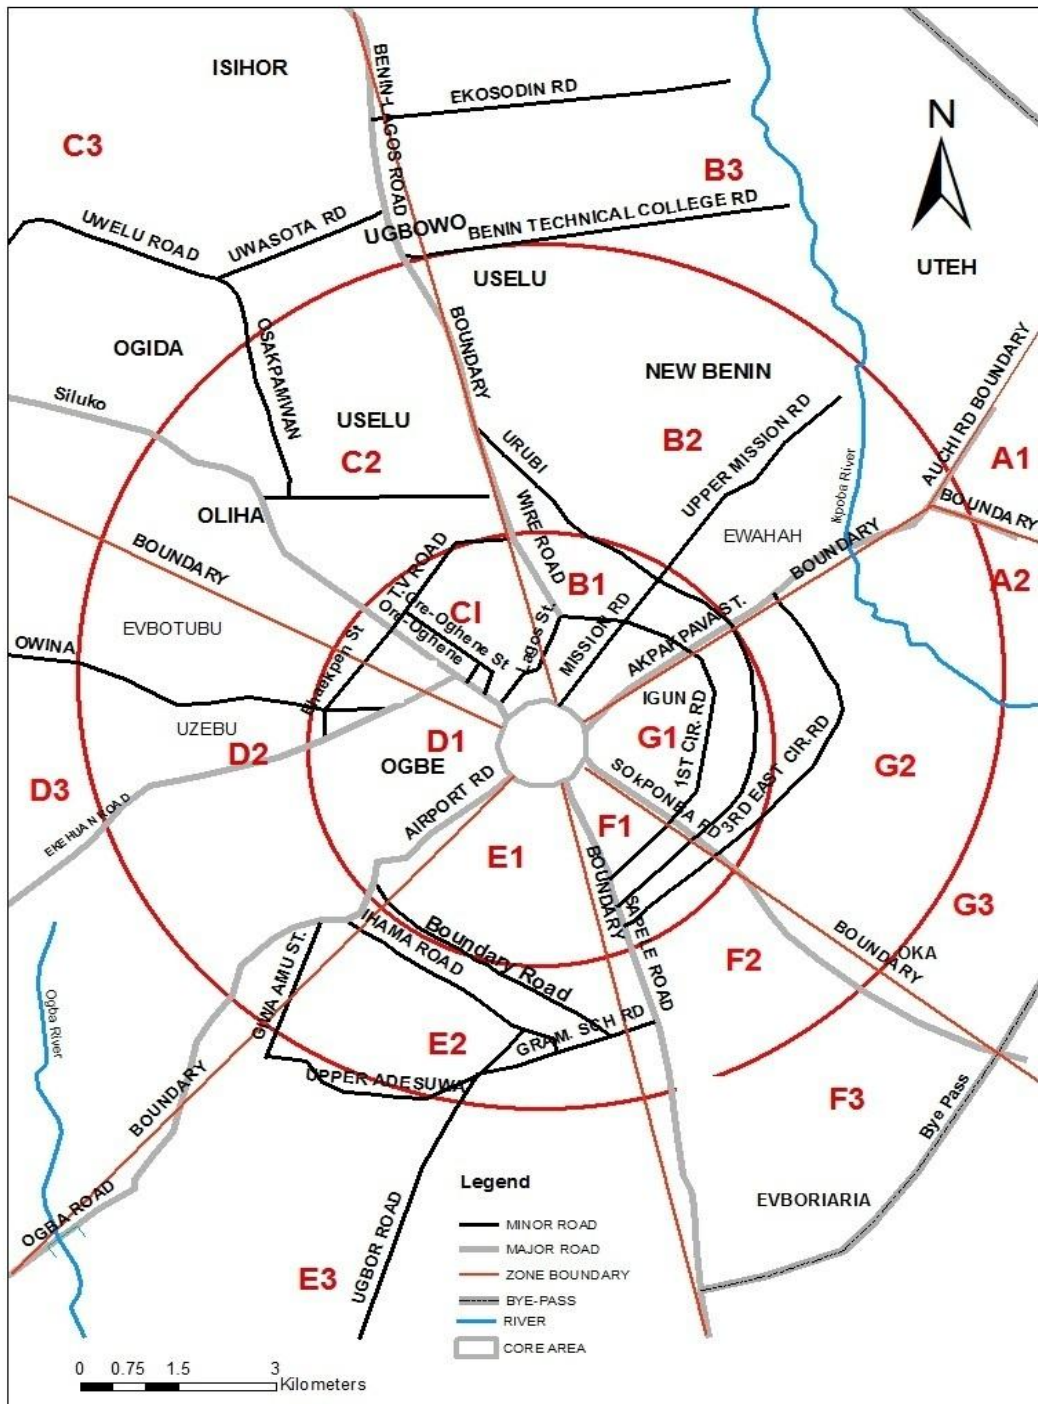 ISIHOR
BENIN-LAGOS ROAD
EKOSODIN RD
N
C3
B3
UWELU ROAD
UWASOTA RD
UGBOWO
BENIN TECHNICAL COLLEGE RD
USELU
UTEH
OGIDA
OSAKPAMWAN
BOUNDARY
NEW BENIN
AUCHI RD BOUNDARY
Siluko
USELU
C2
URUBI
B2
UPPER MISSION RD
A1
Ikpoba River
BOUNDARY
OLIHA
WIRE ROAD
EWAHAH
BOUNDARY
BOUNDARY
T.V ROAD
B1
A2
CI
Ore-Oghene St
Ore-Oghene
Lagos St.
MISSION RD
AKPAKPAVA ST.
EVBOTUBU
OWINA
Ehaekpen St
IGUN
UZEBU
D2
D1
OGBE
G1
1ST CIR. RD
3RD EAST CIR.RD
G2
D3
EKEHUAN ROAD
AIRPORT RD
SOkPONBA RD
F1
E1
BOUNDARY
SAPELE ROAD
G3
BOUNDARY
OKA
IHAMA ROAD
Boundary Road
F2
GIWA AMU ST.
Ogba River
E2
GRAM. SCH RD
UPPER ADESUWA
BOUNDARY
F3
Bye Pass
OGBA ROAD
UGBOR ROAD
EVBORIARIA
E3
Legend
MINOR ROAD
MAJOR ROAD
ZONE BOUNDARY
BYE-PASS
RIVER
CORE AREA
0 0.75 1.5 3
Kilometers